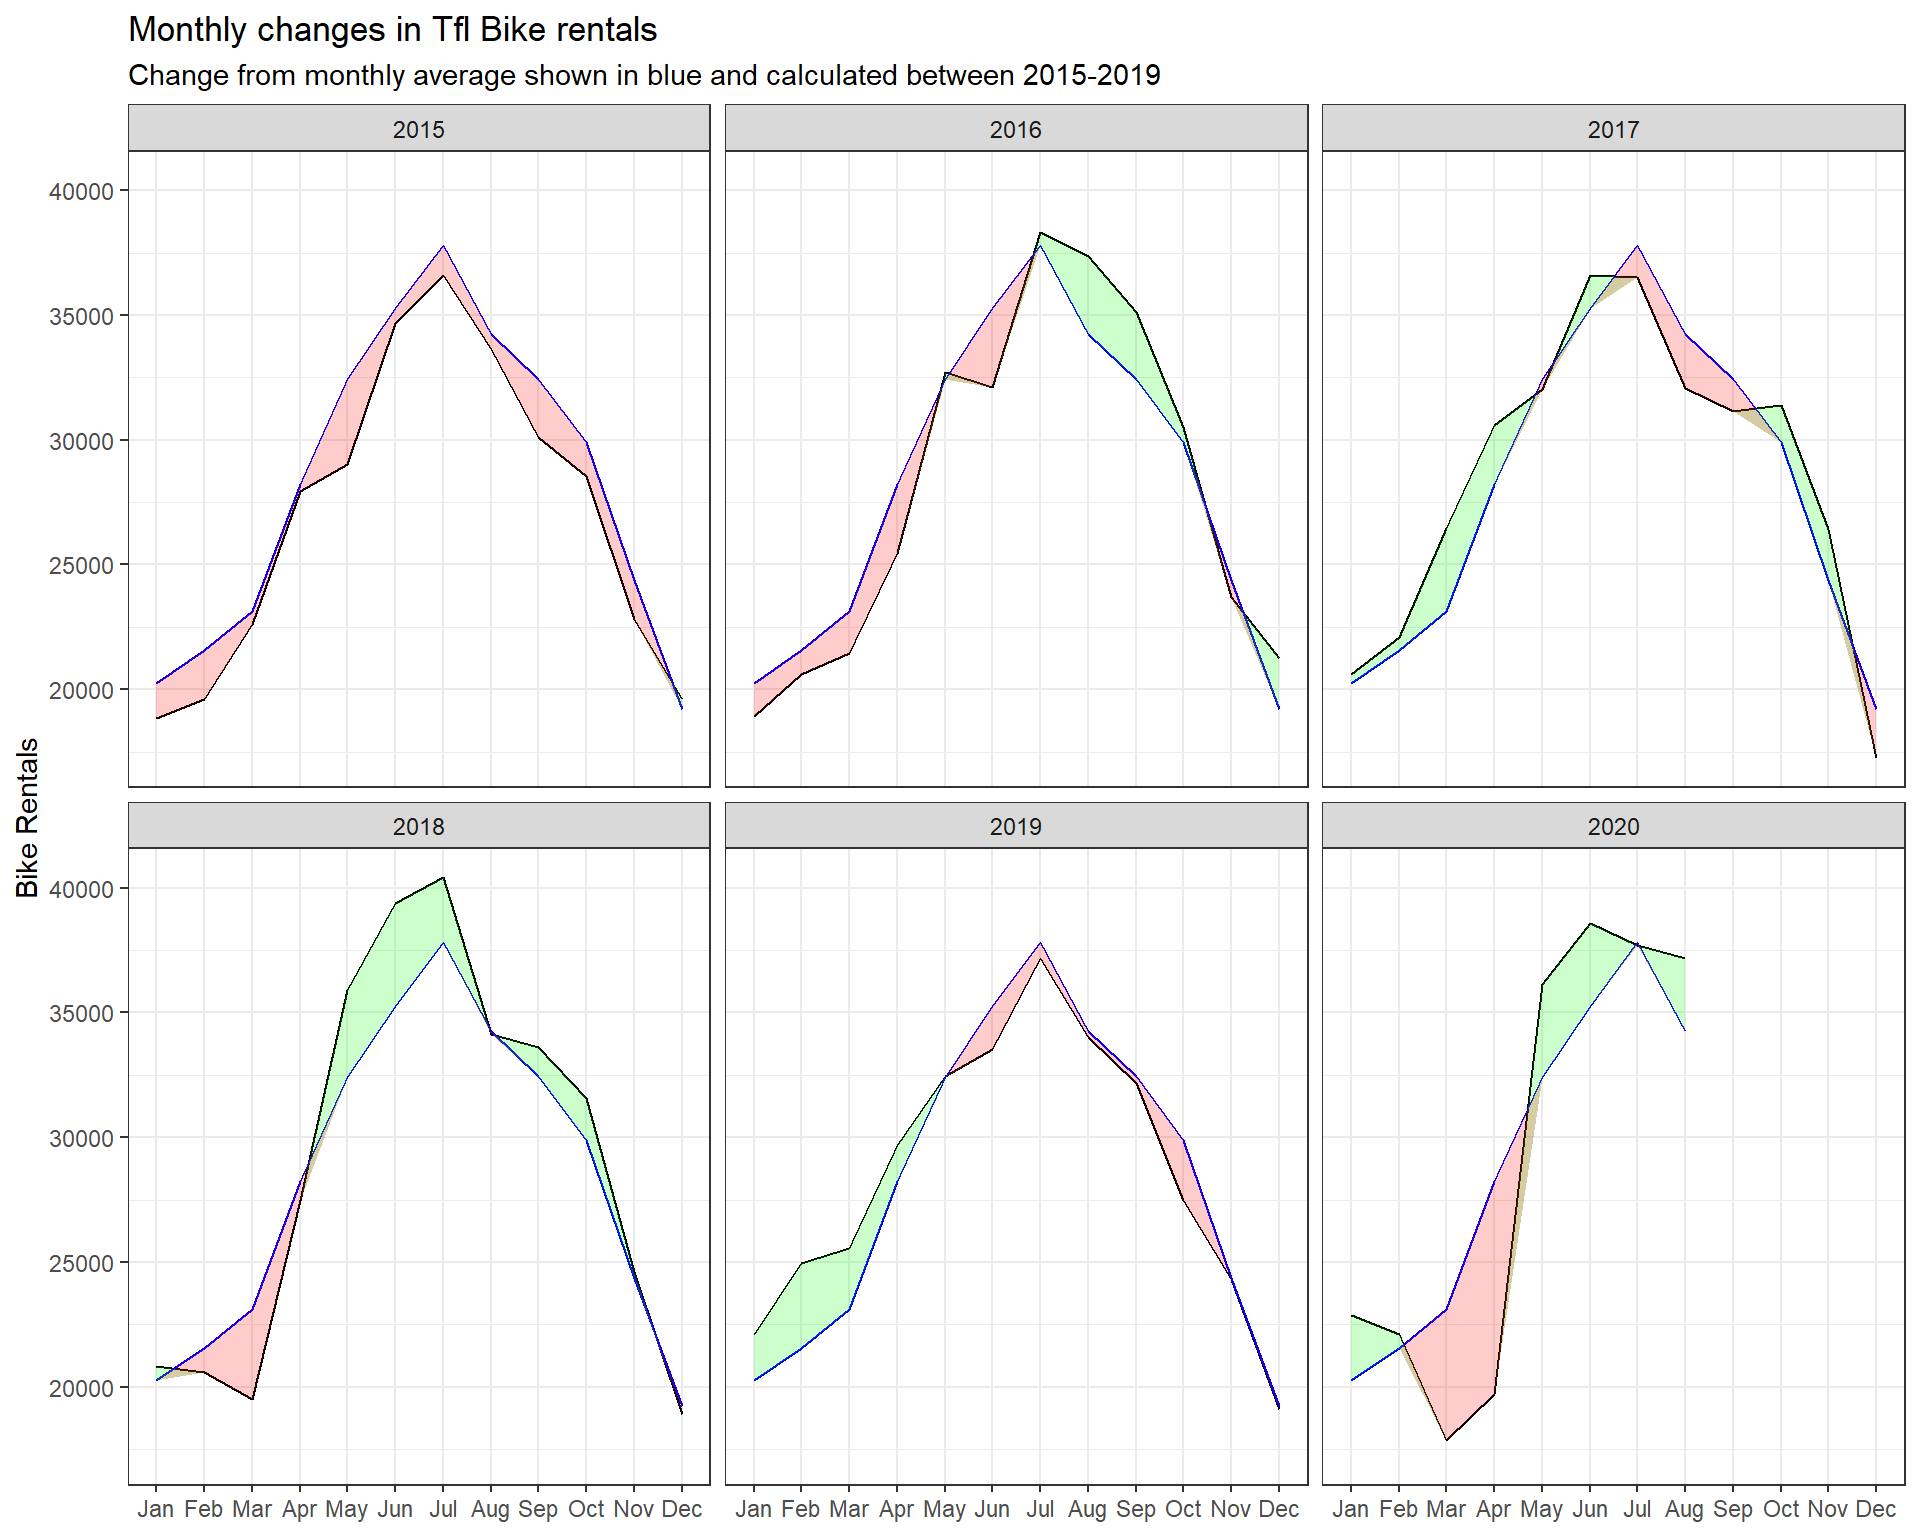 Monthly changes in Tfl Bike rentals
Change from monthly average shown in blue and calculated between 2015-2019
2015 2016 2017
40000
35000
30000
25000
20000
Bike Rentals
2018 2019 2020
40000
35000
30000
25000
20000
Jan Feb Mar Apr May Jun Jul Aug Sep Oct Nov Dec Jan Feb Mar Apr May Jun Jul Aug Sep Oct Nov Dec Jan Feb Mar Apr May Jun Jul Aug Sep Oct Nov Dec